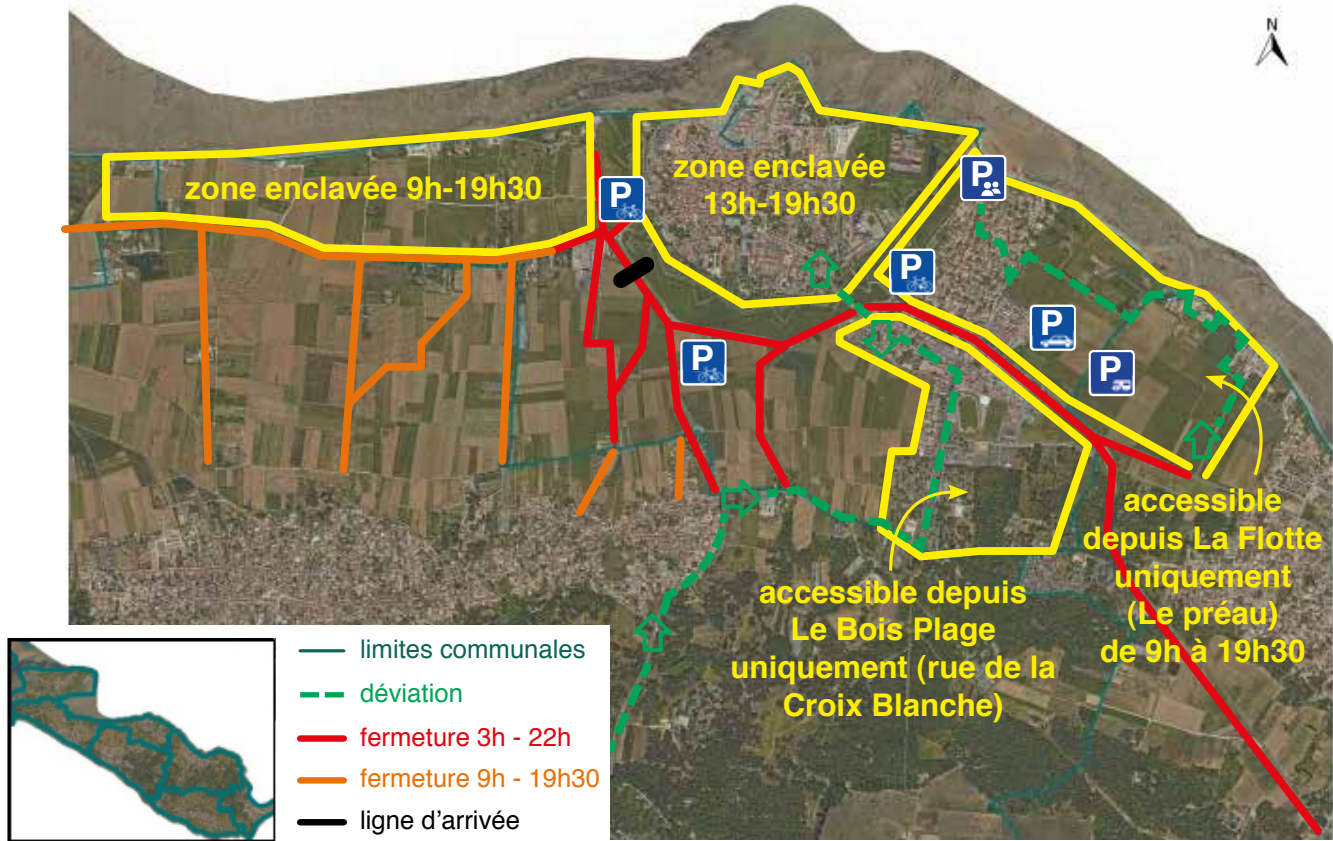 N
zone enclavée 9h-19h30
zone enclavée
13h-19h30
P
P
P
P
P
P
accessible
depuis La Flotte
uniquement
(Le préau)
de 9h à 19h30
accessible depuis
Le Bois Plage
uniquement (rue de la
Croix Blanche)
limites communales
déviation
fermeture 3h - 22h
fermeture 9h - 19h30
ligne d'arrivée